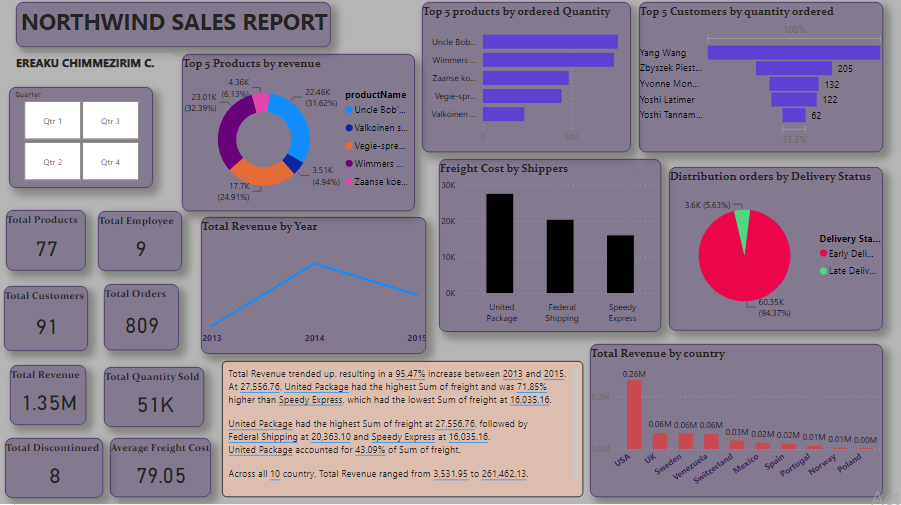 NORTHWIND SALES REPORT
EREAKU CHIMMEZIRIM C.
Quarter
Qtr 1
Qtr 3
Qtr 2
Qtr 4
Top 5 Products by revenue
4.36K
(6.13%)
22.46K
(31.62%)
23.01K
(32.39%)
3.51K
(4.94%)
17.7K
(24.91%)
productName
Uncle Bob'...
Valkoinen s...
Vegie-spre...
Wimmers ...
Zaanse koe...
Top 5 products by ordered Quantity
Uncle Bob...
Wimmers ...
Zaanse ko...
Vegie-spr...
Valkoinen ...
0
500
Top 5 Customers by quantity ordered
100%
Yang Wang
Zbyszek Piest...
205
Yvonne Mon...
132
Yoshi Latimer
122
Yoshi Tannam...
62
13.3%
Total Products
77
Total Employee
9
Total Customers
91
Total Orders
809
Total Revenue
1.35M
Total Quantity Sold
51K
Total Discontinued
8
Average Freight Cost
79.05
Total Revenue by Year
2013
2014
2015
Freight Cost by Shippers
30K
20K
10K
0K
United
Package
Federal
Shipping
Speedy
Express
Distribution orders by Delivery Status
3.6K (5.63%)
60.35K
(94.37%)
Delivery Sta...
Early Deli...
Late Deliv...
Total Revenue trended up, resulting in a 95.47% increase between 2013 and 2015.
At 27,556.76, United Package had the highest Sum of freight and was 71.85%
higher than Speedy Express, which had the lowest Sum of freight at 16,035.16.
United Package had the highest Sum of freight at 27,556.76, followed by
Federal Shipping at 20,363.10 and Speedy Express at 16,035.16.
United Package accounted for 43.09% of Sum of freight.
Across all 10 country, Total Revenue ranged from 3,531.95 to 261,462.13.
Total Revenue by country
0.2M
0.0M
0.26M
0.06M
0.06M
0.06M
0.03M
0.02M
0.02M
0.01M
0.01M
0.00M
USA
UK
Sweden
Venezuela
Switzerland
Mexico
Spain
Portugal
Norway
Poland